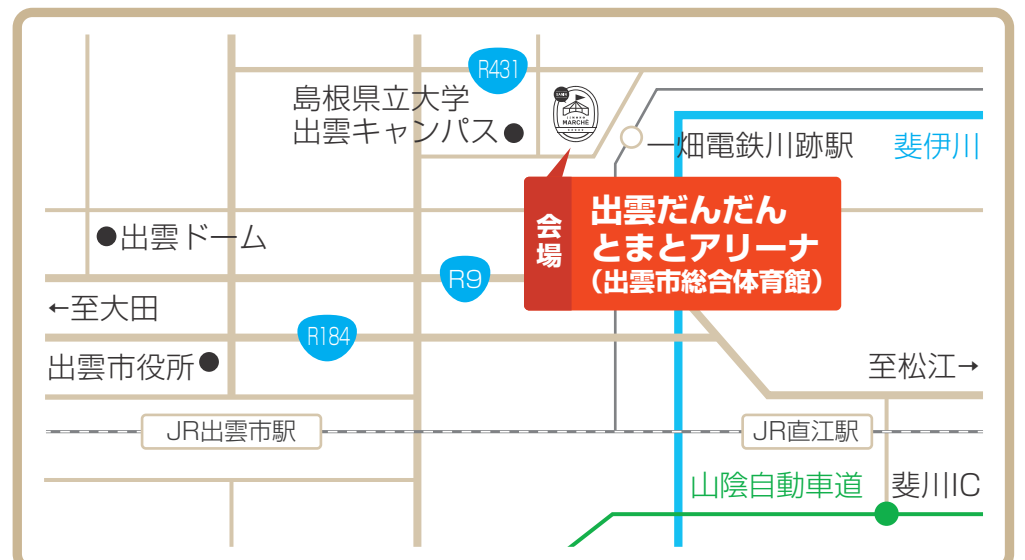 R431
島根県立大学
出雲キャンパス
MARCHE
一畑電鉄川跡駅
斐伊川
会場
出雲だんだん
とまとアリーナ
（出雲市総合体育館）
出雲ドーム
R9
←至大田
R184
出雲市役所
至松江→
JR出雲市駅
JR直江駅
山陰自動車道
斐川IC